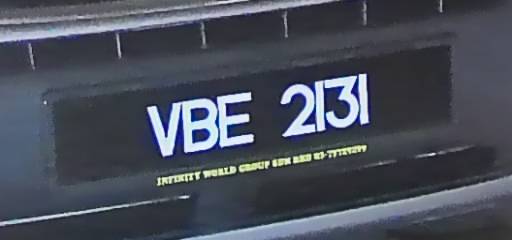 VBE 2131
INFINITY WORLD GROUP SDN BHD